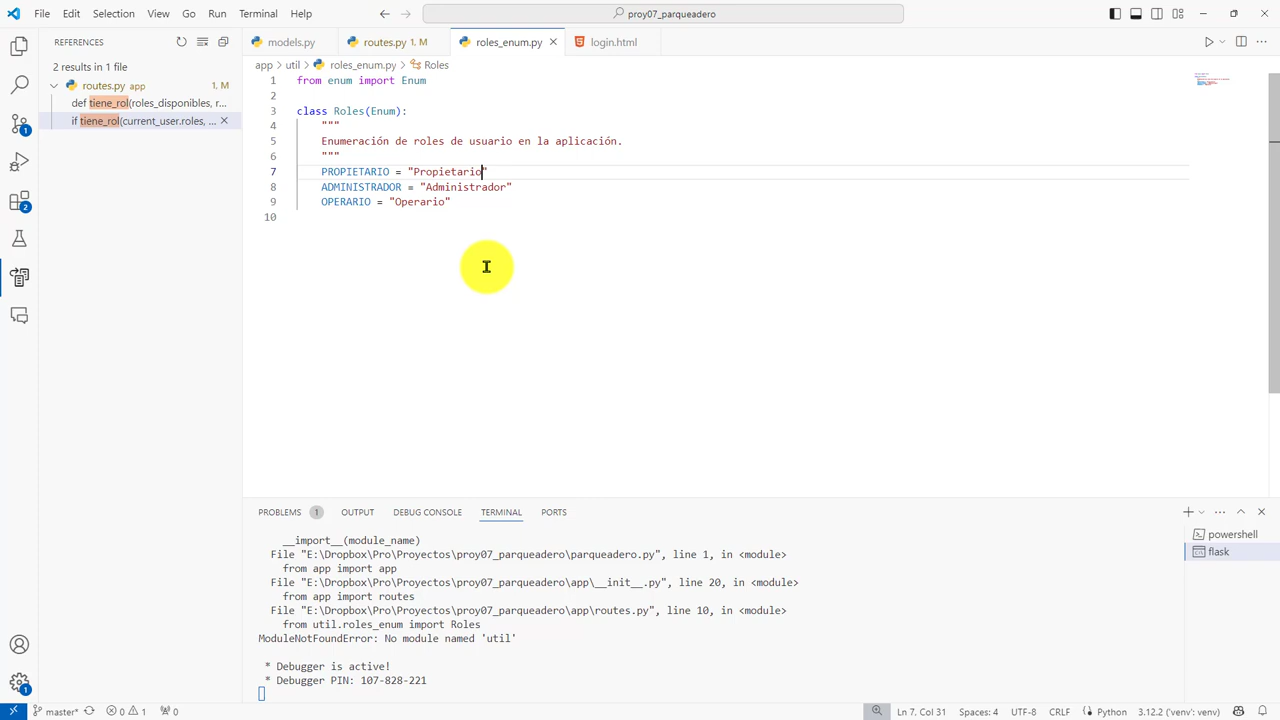 File Edit Selection View Go Run Terminal Help
proy07_parqueadero
REFERENCES
2 results in 1 file
routes.py app 1, M
def tiene_rol(roles_disponibles, r...
if tiene_rol(current_user.roles, ...
models.py
routes.py 1, M
roles_enum.py
login.html
app > util > roles_enum.py > Roles
1 from enum import Enum
2
3 class Roles(Enum):
4 """
5 Enumeración de roles de usuario en la aplicación.
6 """
7 PROPIETARIO = "Propietario"
8 ADMINISTRADOR = "Administrador"
9 OPERARIO = "Operario"
10
1
2
1
PROBLEMS 1 OUTPUT DEBUG CONSOLE TERMINAL PORTS
__import__(module_name)
File "E:\Dropbox\Pro\Proyectos\proy07_parqueadero\parqueadero.py", line 1, in <module>
from app import app
File "E:\Dropbox\Pro\Proyectos\proy07_parqueadero\app\__init__.py", line 20, in <module>
from app import routes
File "E:\Dropbox\Pro\Proyectos\proy07_parqueadero\app\routes.py", line 10, in <module>
from util.roles_enum import Roles
ModuleNotFoundError: No module named 'util'
* Debugger is active!
* Debugger PIN: 107-828-221
powershell
flask
master* 0 1 0 Ln 7, Col 31 Spaces: 4 UTF-8 CRLF Python 3.12.2 ('venv': venv)